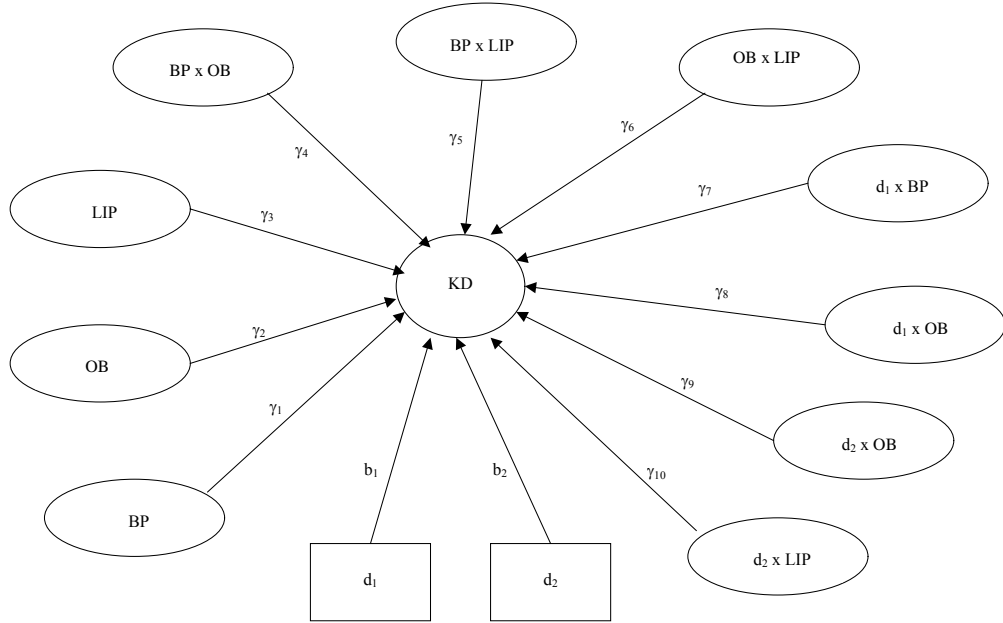 BP x LIP
BP x OB
OB x LIP
γ₄
γ₅
γ₆
d₁ x BP
γ₇
LIP
γ₃
KD
γ₈
d₁ x OB
γ₂
OB
γ₉
γ₁
d₂ x OB
b₁
b₂
γ₁₀
BP
d₂ x LIP
d₁
d₂